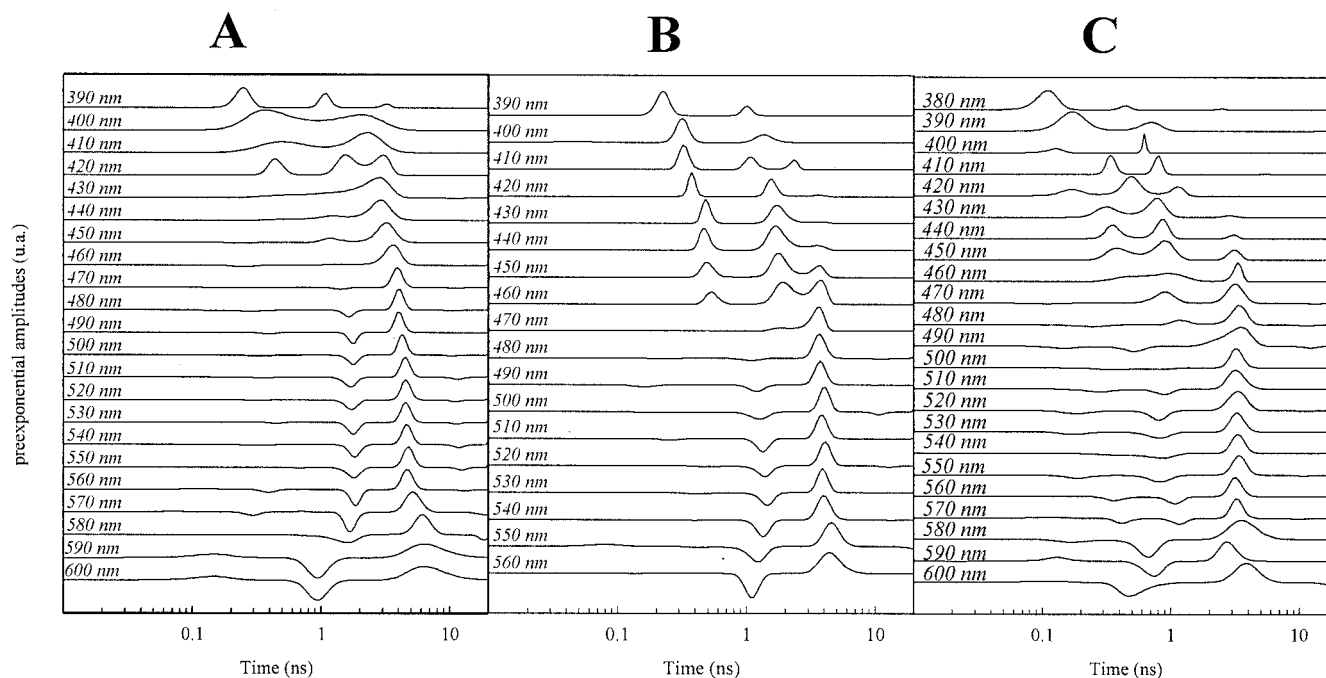 A
B
C
preexponential amplitudes (u.a.)
390 nm
400 nm
410 nm
420 nm
430 nm
440 nm
450 nm
460 nm
470 nm
480 nm
490 nm
500 nm
510 nm
520 nm
530 nm
540 nm
550 nm
560 nm
570 nm
580 nm
590 nm
600 nm
0.1
1
10
Time (ns)
390 nm
400 nm
410 nm
420 nm
430 nm
440 nm
450 nm
460 nm
470 nm
480 nm
490 nm
500 nm
510 nm
520 nm
530 nm
540 nm
550 nm
560 nm
0.1
1
10
Time (ns)
380 nm
390 nm
400 nm
410 nm
420 nm
430 nm
440 nm
450 nm
460 nm
470 nm
480 nm
490 nm
500 nm
510 nm
520 nm
530 nm
540 nm
550 nm
560 nm
570 nm
580 nm
590 nm
600 nm
0.1
1
10
Time (ns)